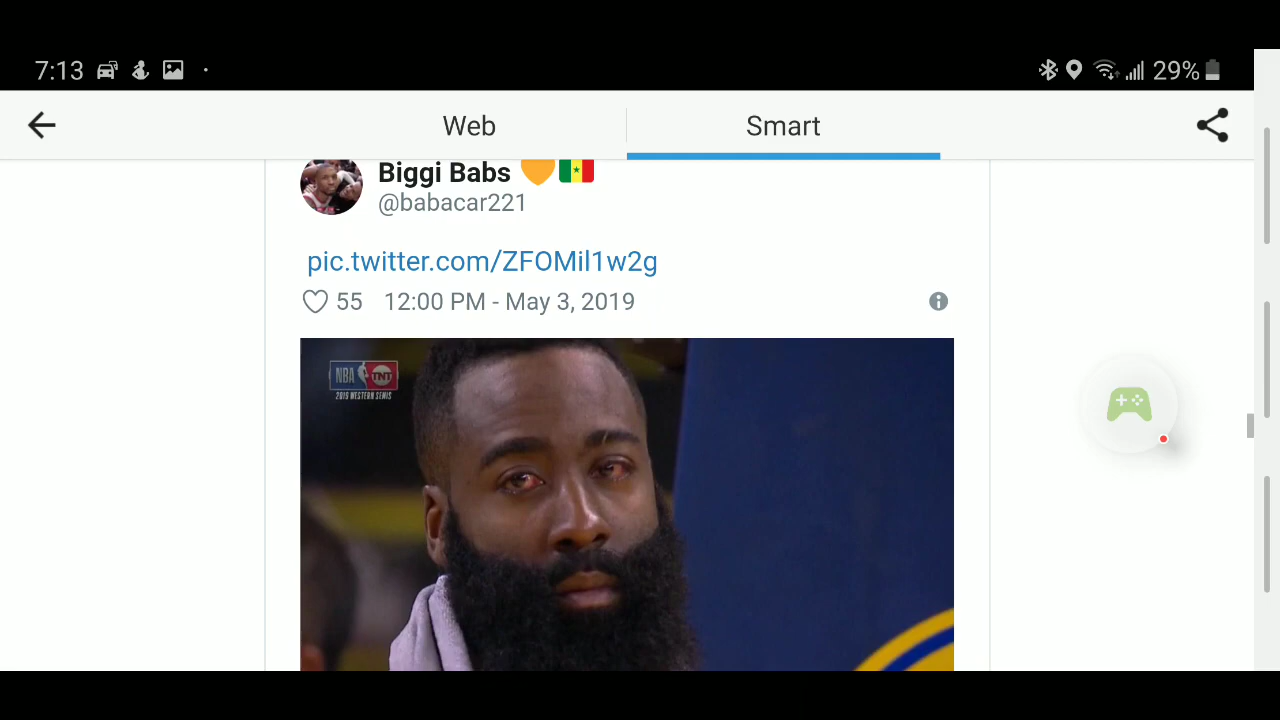 7:13 29%
Web Smart
Biggi Babs
@babacar221
pic.twitter.com/ZFOMil1w2g
55 12:00 PM - May 3, 2019
NBA TNT
2019 WESTERN SEMIS